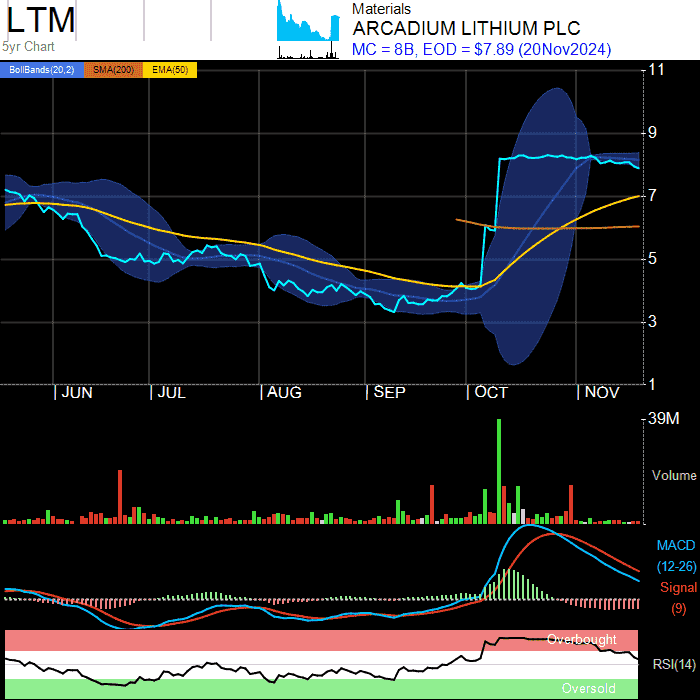 LTM
5yr Chart
Materials
ARCADIUM LITHIUM PLC
MC = 8B, EOD = $7.89 (20Nov2024)
BollBands(20,2) SMA(200) EMA(50)
11
9
7
5
3
1
JUN JUL AUG SEP OCT NOV
39M
Volume
MACD
(12-26)
Signal
(9)
Overbought
RSI(14)
Oversold